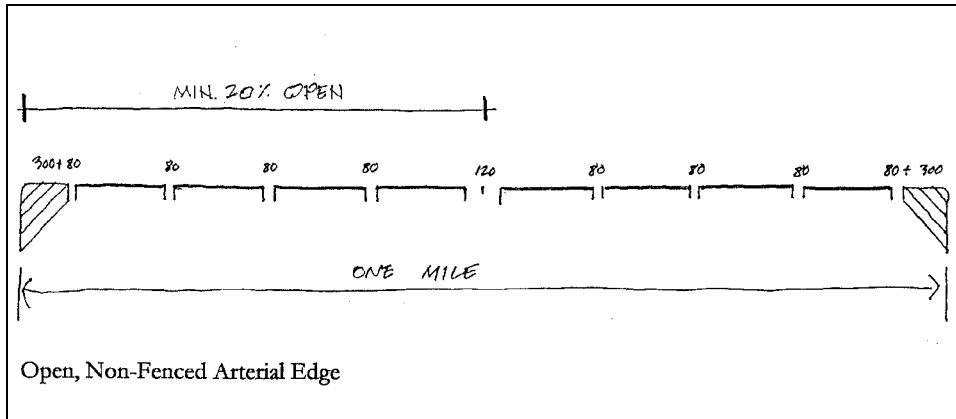 MIN. 20% OPEN
300+80 80 80 80 120 80 80 80 80+300
ONE MILE
Open, Non-Fenced Arterial Edge